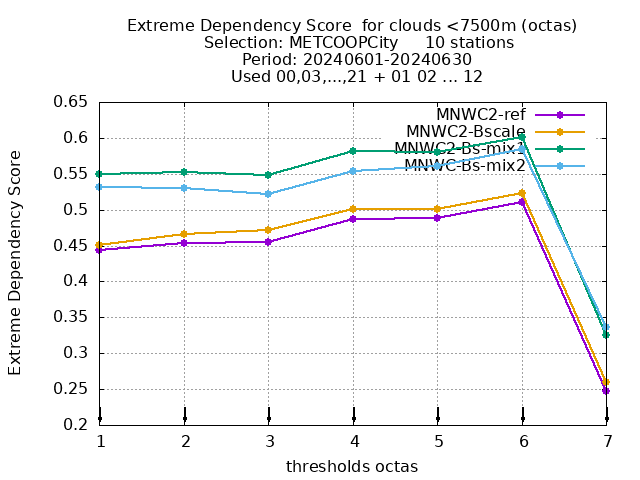 Extreme Dependency Score  for clouds <7500m (octas)
Selection: METCOOPCity     10 stations
Period: 20240601-20240630
Used 00,03,...,21 + 01 02 ... 12
MNWC2-ref
MNWC2-Bscale
MNWC2-Bs-mix1
MNWC-Bs-mix2
Extreme Dependency Score
0.65
0.6
0.55
0.5
0.45
0.4
0.35
0.3
0.25
0.2
1 2 3 4 5 6 7
thresholds octas